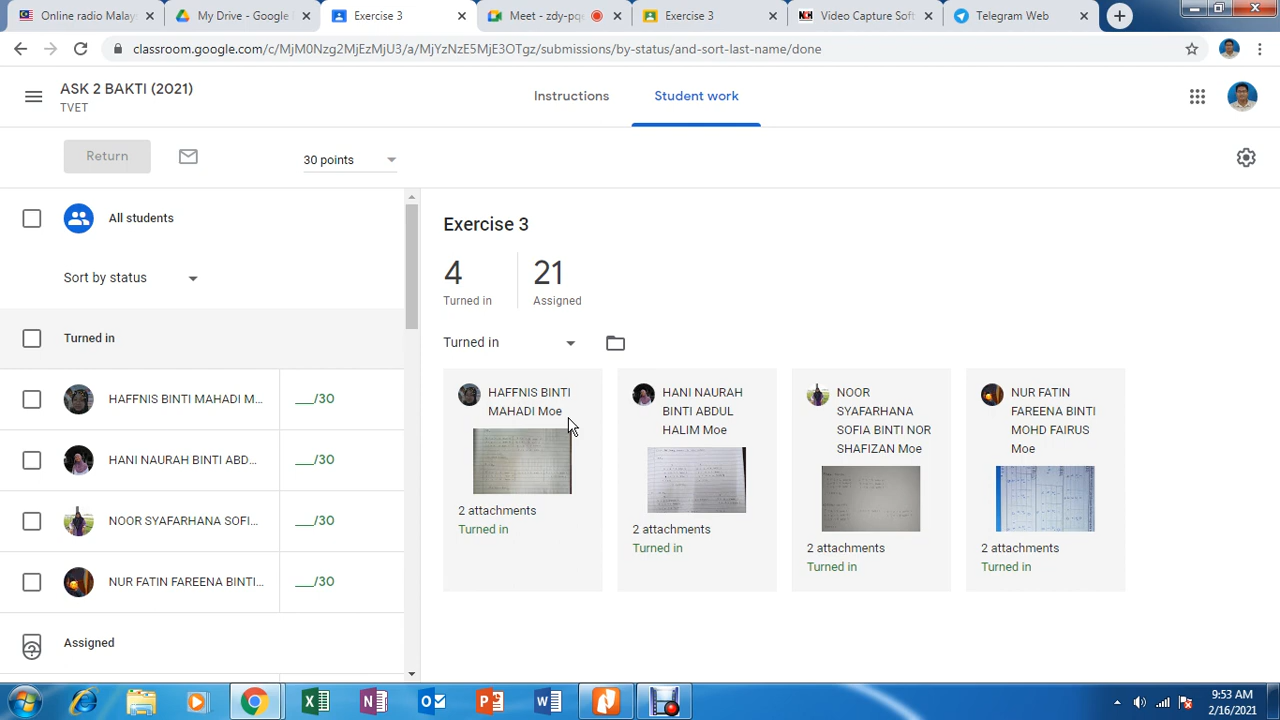 Online radio Malay
My Drive - Google
Exercise 3
Meet
Exercise 3
Video Capture Soft
Telegram Web
classroom.google.com/c/MjM0Nzg2MjEzMjU3/a/MjYzNzE5MjE3OTgz/submissions/by-status/and-sort-last-name/done
ASK 2 BAKTI (2021)
TVET
Instructions
Student work
Return
30 points
All students
Sort by status
Turned in
HAFFNIS BINTI MAHADI M... ___/30
HANI NAURAH BINTI ABD... ___/30
NOOR SYAFARHANA SOFI... ___/30
NUR FATIN FAREENA BINTI... ___/30
Assigned
Exercise 3
4
Turned in
21
Assigned
Turned in
HAFFNIS BINTI
MAHADI Moe
2 attachments
Turned in
HANI NAURAH
BINTI ABDUL
HALIM Moe
2 attachments
Turned in
NOOR
SYAFARHANA
SOFIA BINTI NOR
SHAFIZAN Moe
2 attachments
Turned in
NUR FATIN
FAREENA BINTI
MOHD FAIRUS
Moe
2 attachments
Turned in
9:53 AM
2/16/2021